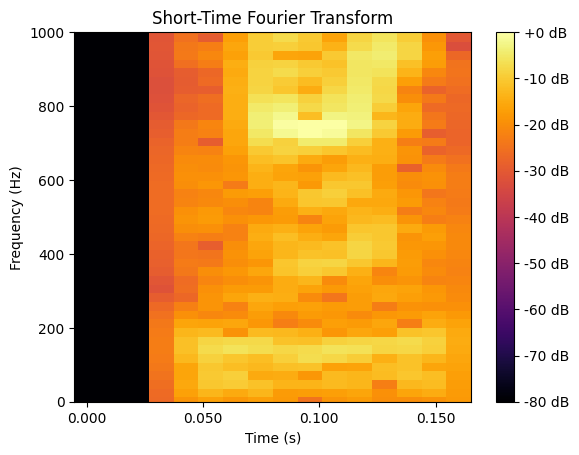 Short-Time Fourier Transform
Frequency (Hz)
1000
800
600
400
200
0
0.000
0.050
0.100
0.150
Time (s)
+0 dB
-10 dB
-20 dB
-30 dB
-40 dB
-50 dB
-60 dB
-70 dB
-80 dB